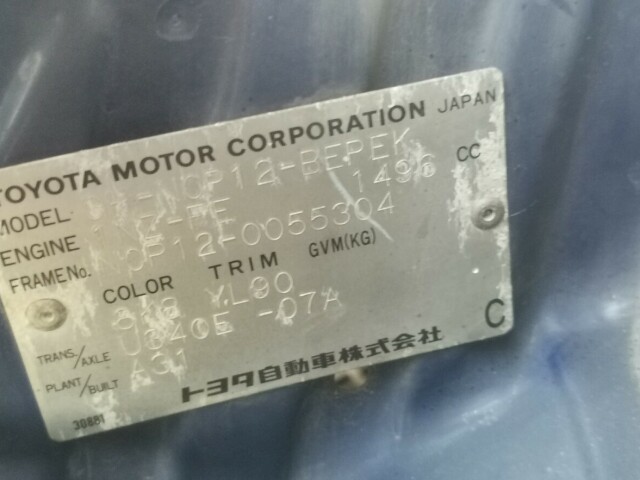 TOYOTA MOTOR CORPORATION JAPAN
MODEL NCP12-BEPEK
ENGINE 1NZ-FE 1496 CC
FRAME No. NCP12-0055304
COLOR TRIM GVM(KG)
YL90
TRANS/AXLE U340E -07A
PLANT/BUILT A31
トヨタ自動車株式会社
C
30881